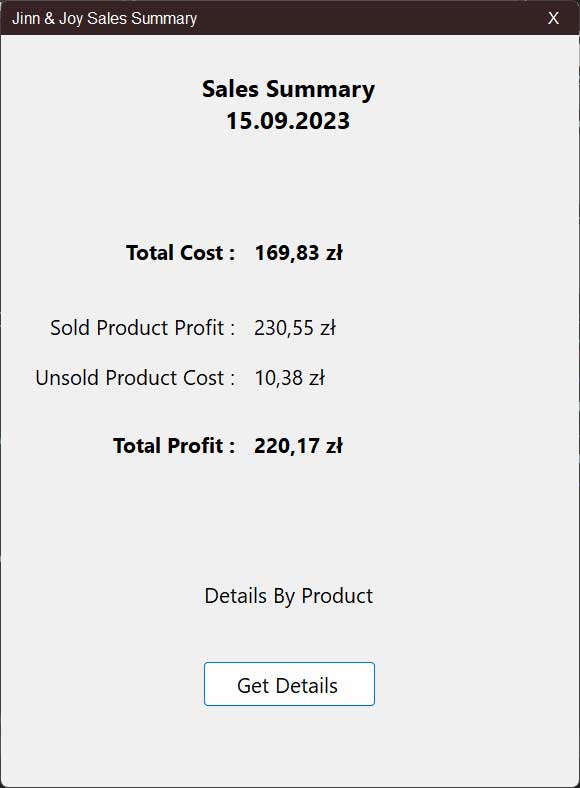 Jinn & Joy Sales Summary X
Sales Summary
15.09.2023
Total Cost : 169,83 zł
Sold Product Profit : 230,55 zł
Unsold Product Cost : 10,38 zł
Total Profit : 220,17 zł
Details By Product
Get Details